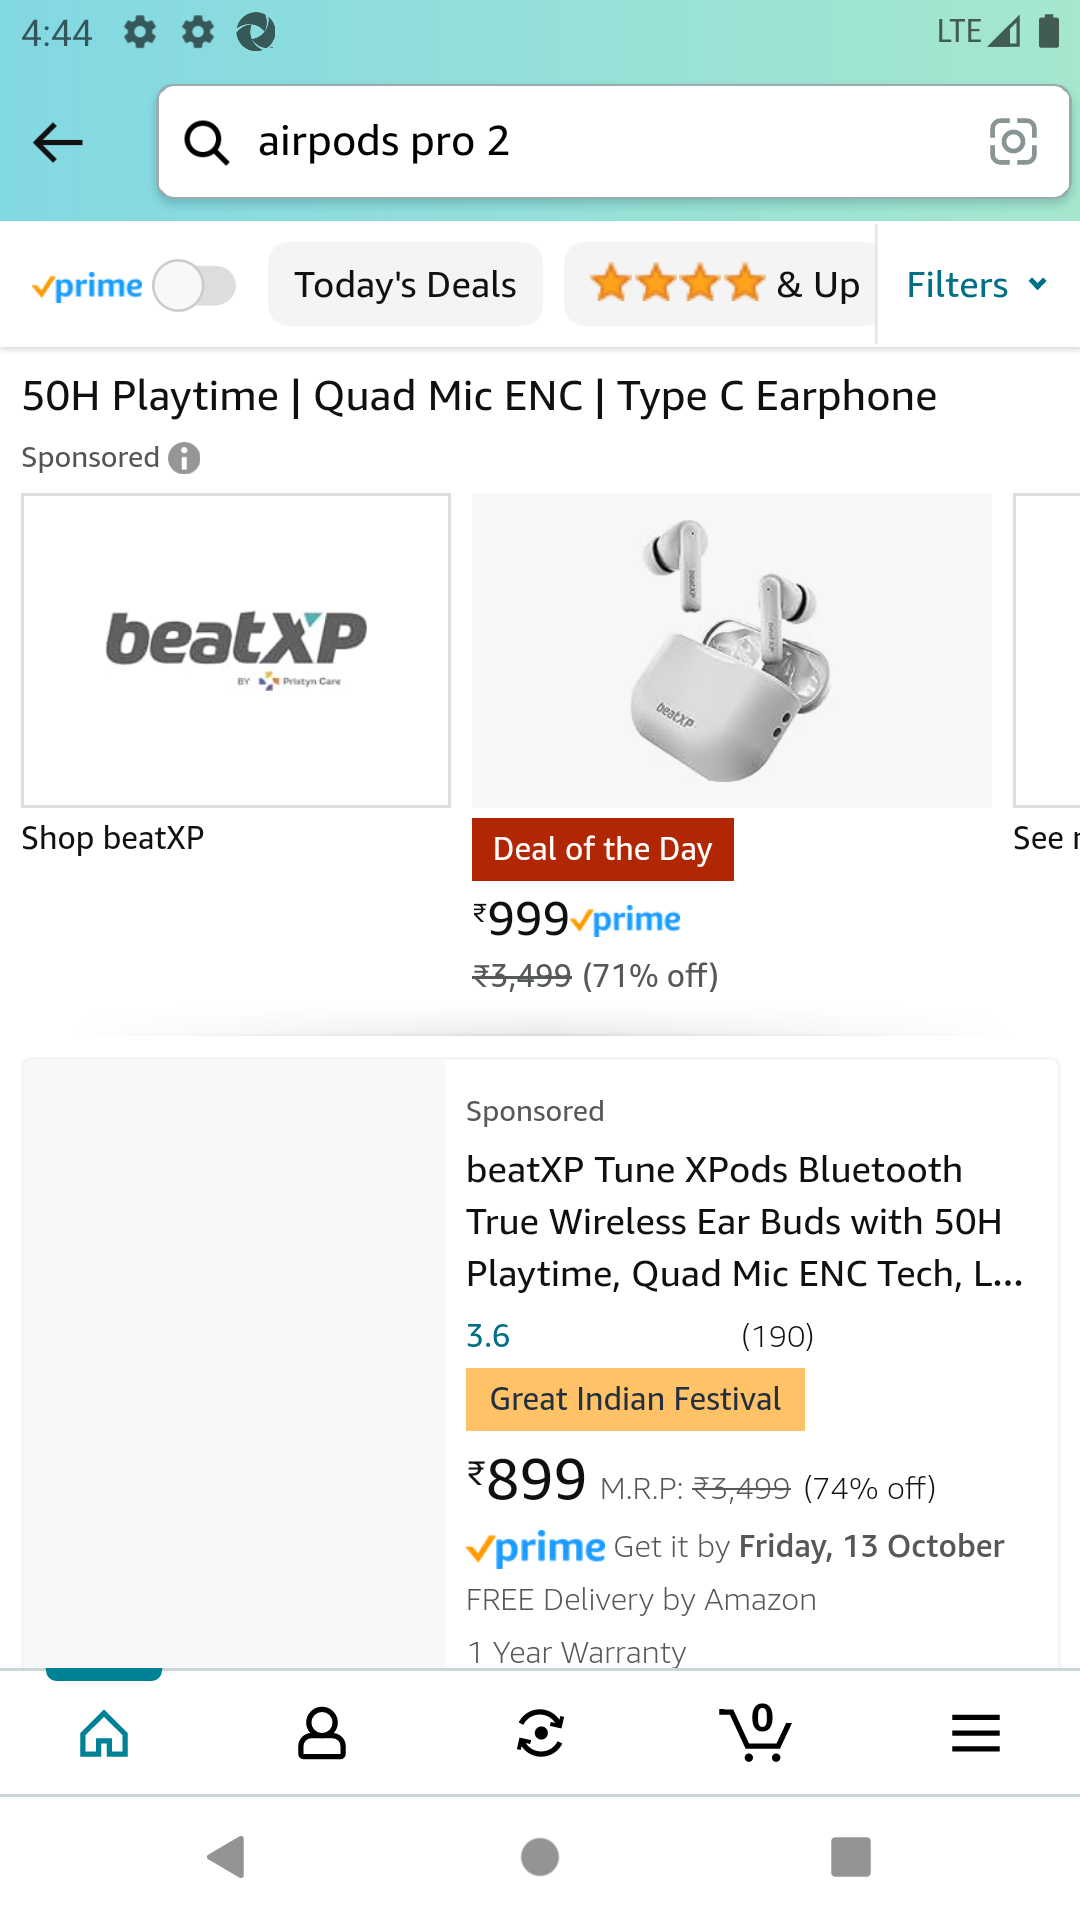 4:44
LTE
airpods pro 2
prime
Today's Deals
& Up
Filters
50H Playtime | Quad Mic ENC | Type C Earphone
Sponsored
beatXP
BY Pristyn Care
beatXP
Shop beatXP
Deal of the Day
See
₹999 prime
₹3,499 (71% off)
Sponsored
beatXP Tune XPods Bluetooth
True Wireless Ear Buds with 50H
Playtime, Quad Mic ENC Tech, L...
3.6 (190)
Great Indian Festival
₹899 M.R.P: ₹3,499 (74% off)
prime Get it by Friday, 13 October
FREE Delivery by Amazon
1 Year Warranty
0